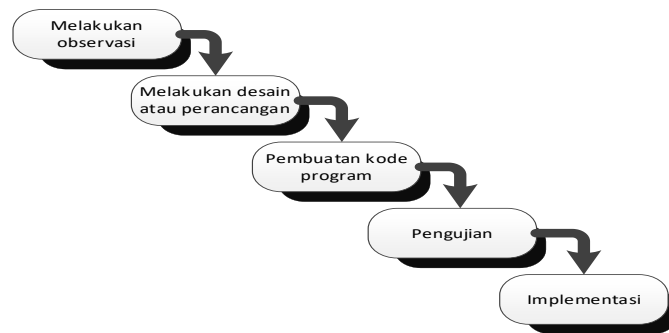 Melakukan
observasi
Melakukan desain
atau perancangan
Pembuatan kode
program
Pengujian
Implementasi